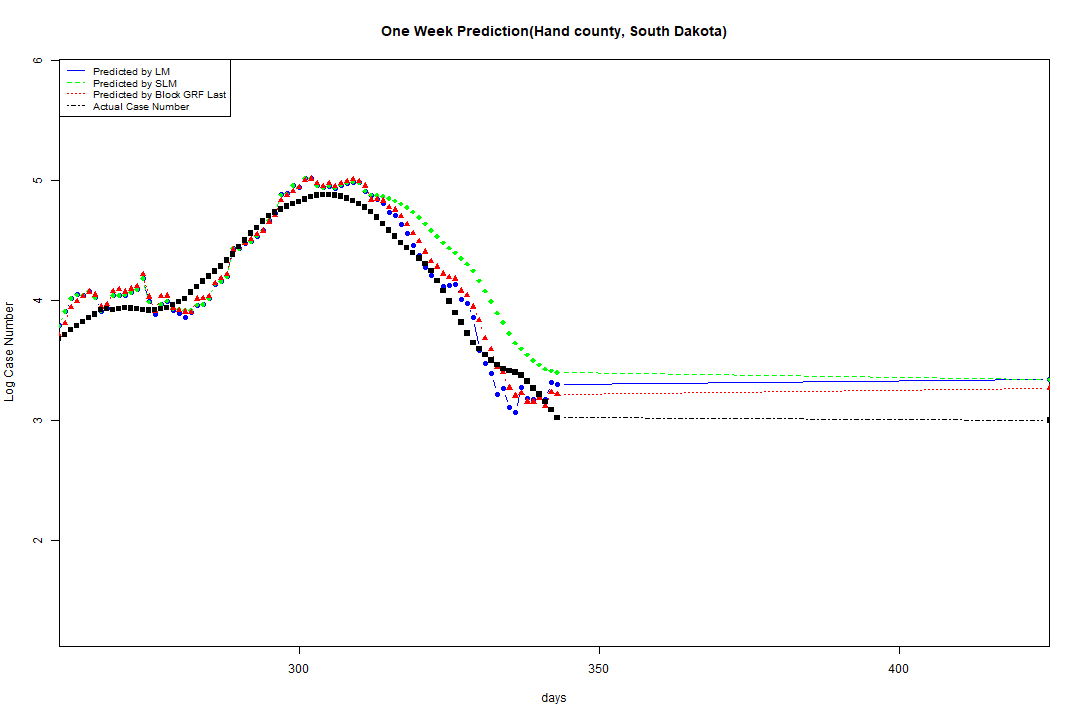 One Week Prediction(Hand county, South Dakota)
Predicted by LM
Predicted by SLM
Predicted by Block GRF Last
Actual Case Number
6
5
4
3
2
Log Case Number
300
350
400
days